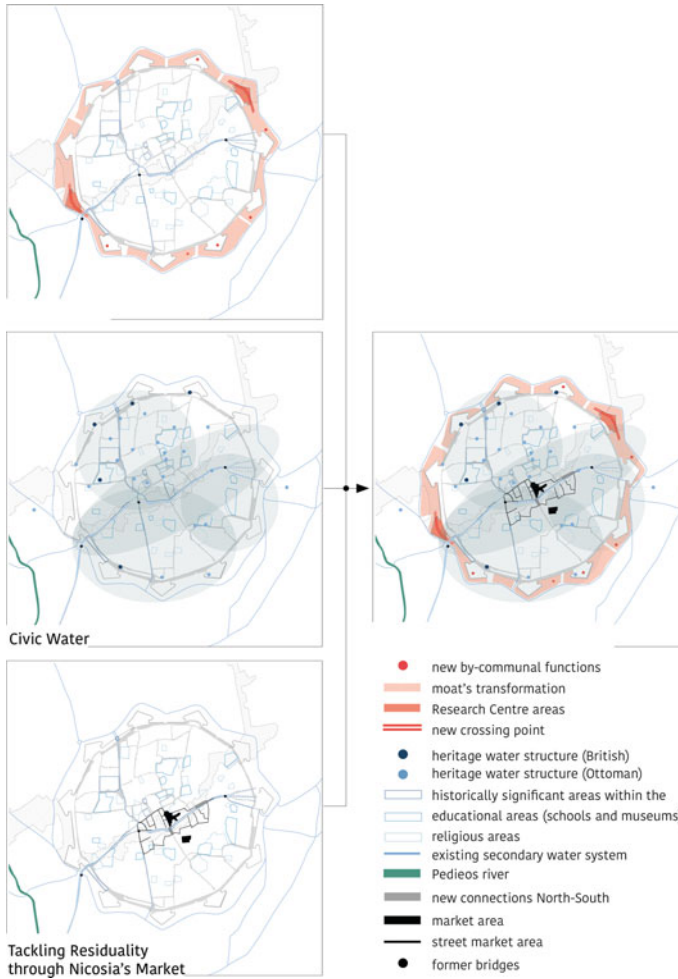 Civic Water
Tackling Residuality
through Nicosia's Market
new by-communal functions
moat's transformation
Research Centre areas
new crossing point
heritage water structure (British)
heritage water structure (Ottoman)
historically significant areas within the
educational areas (schools and museums
religious areas
existing secondary water system
Pedieos river
new connections North-South
market area
street market area
former bridges